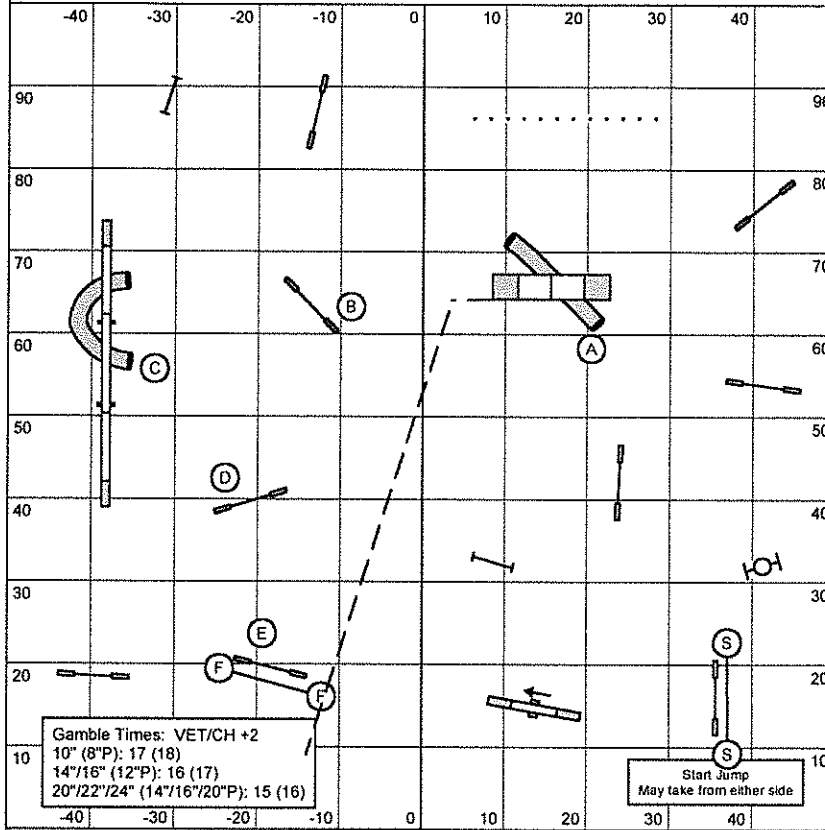 -40 -30 -20 -10 0 10 20 30 40
90 90
80 80
70 70
B
60 60
A
C
50 50
D
40 40
30 30
E
S
20 20
F
F
10 10
S
Gamble Times: VET/CH +2
10" (8"P): 17 (18)
14"/16" (12"P): 16 (17)
20"/22"/24" (14"/16"/20"P): 15 (16)
Start Jump
May take from either side
-40 -30 -20 -10 0 10 20 30 40